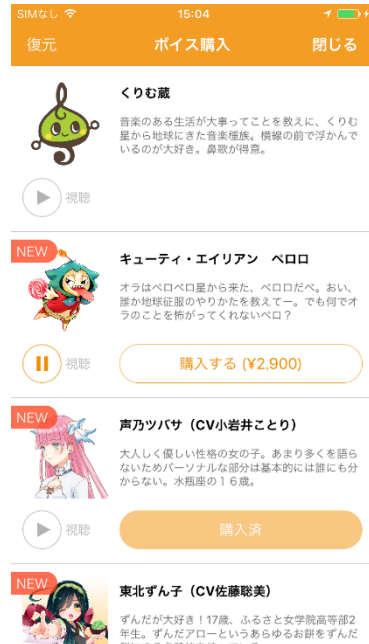 SIMなし 15:04
復元 ボイス購入 閉じる
くりむ蔵
音楽のある生活が大事ってことを教えに、くりむ
星から地球にきた音楽種族。横線の前で浮かんで
いるのが大好き。鼻歌が得意。
視聴
NEW
キューティ・エイリアン ペロロ
オラはペロペロ星から来た、ペロロだべ。おい、
誰か地球征服のやりかたを教えてー。でも何でオ
ラのことを怖がってくれないペロ？
視聴
購入する (¥2,900)
NEW
声乃ツバサ（CV小岩井ことり）
大人しく優しい性格の女の子。あまり多くを語ら
ないためパーソナルな部分は基本的には誰にも分
からない。水瓶座の１６歳。
視聴
購入済
NEW
東北ずん子（CV佐藤聡美）
ずんだが大好き！17歳、ふるさと女学院高等部2
年生。ずんだアローというあらゆるお餅をずんだ